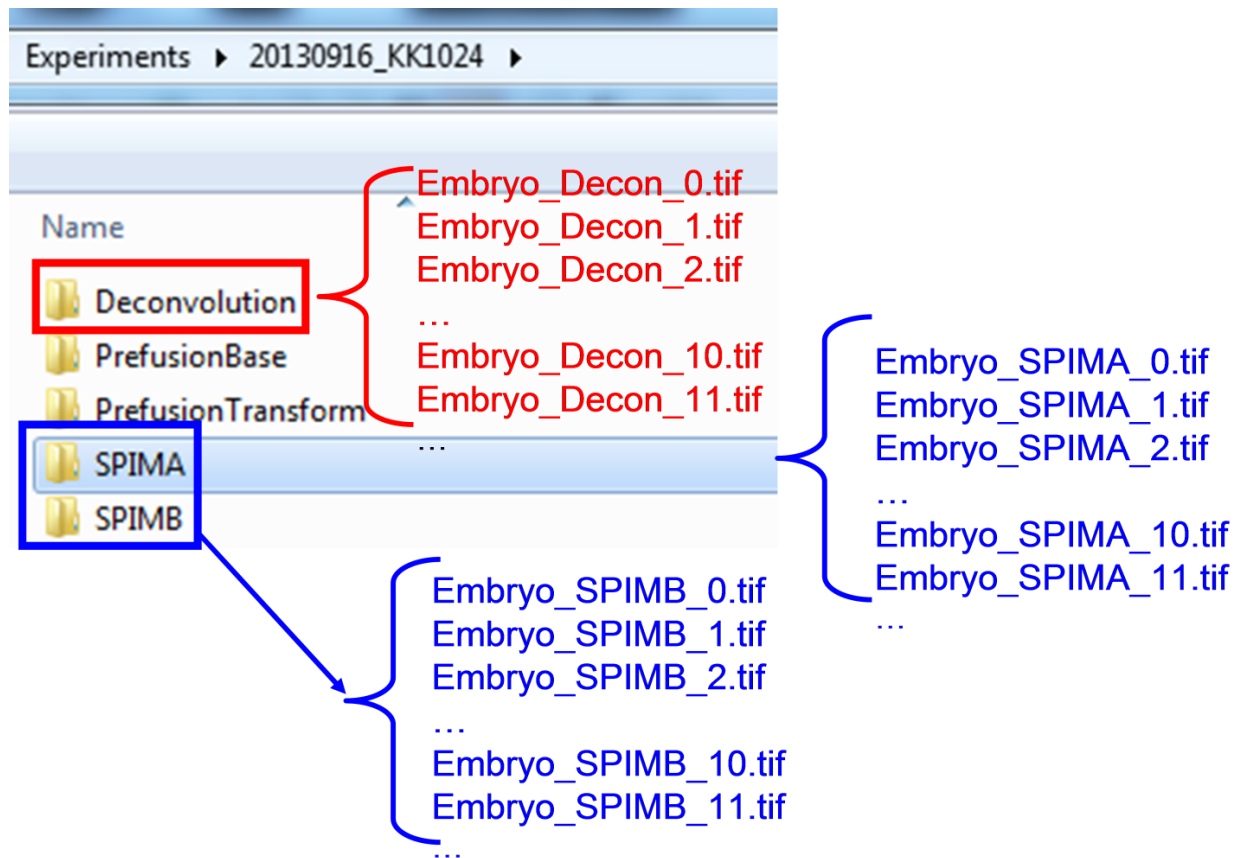 Experiments ▸ 20130916_KK1024 ▸
Name
Deconvolution
PrefusionBase
PrefusionTransform
SPIMA
SPIMB
Embryo_Decon_0.tif
Embryo_Decon_1.tif
Embryo_Decon_2.tif
...
Embryo_Decon_10.tif
Embryo_Decon_11.tif
...
Embryo_SPIMA_0.tif
Embryo_SPIMA_1.tif
Embryo_SPIMA_2.tif
...
Embryo_SPIMA_10.tif
Embryo_SPIMA_11.tif
...
Embryo_SPIMB_0.tif
Embryo_SPIMB_1.tif
Embryo_SPIMB_2.tif
...
Embryo_SPIMB_10.tif
Embryo_SPIMB_11.tif
...